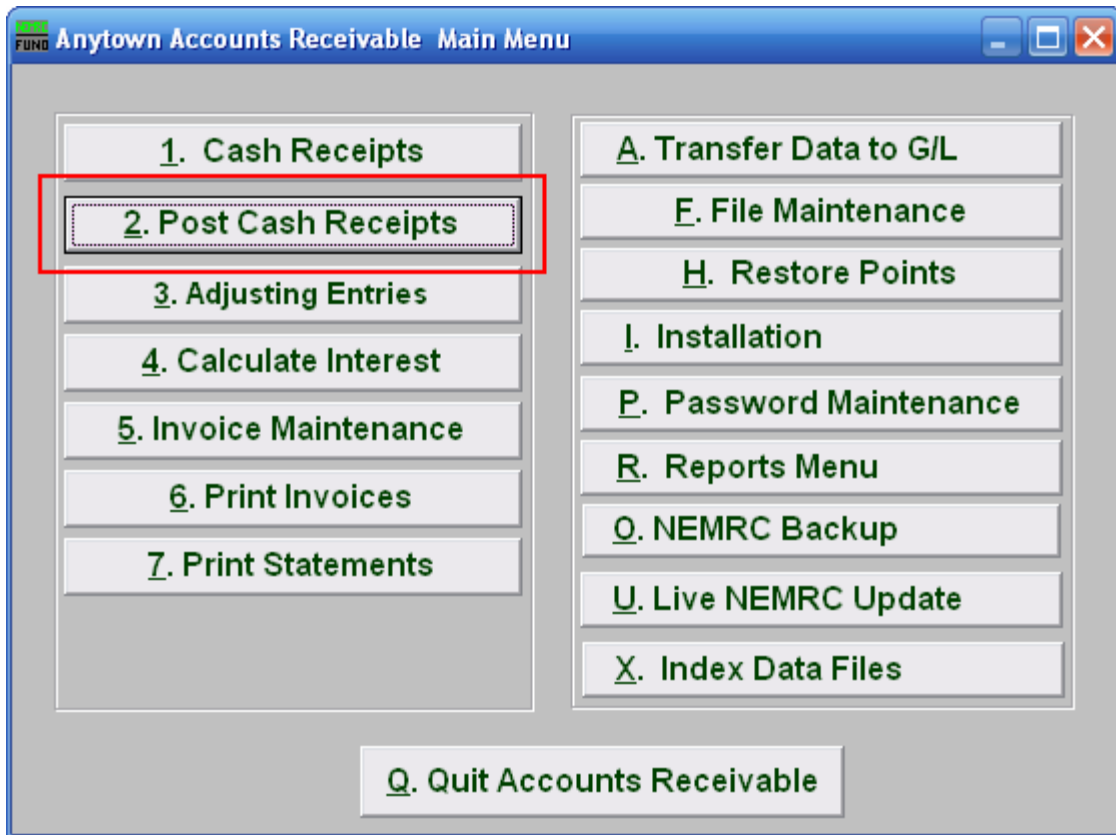 NEMRC
FUND Anytown Accounts Receivable Main Menu
1. Cash Receipts
2. Post Cash Receipts
3. Adjusting Entries
4. Calculate Interest
5. Invoice Maintenance
6. Print Invoices
7. Print Statements
A. Transfer Data to G/L
F. File Maintenance
H. Restore Points
I. Installation
P. Password Maintenance
R. Reports Menu
O. NEMRC Backup
U. Live NEMRC Update
X. Index Data Files
Q. Quit Accounts Receivable